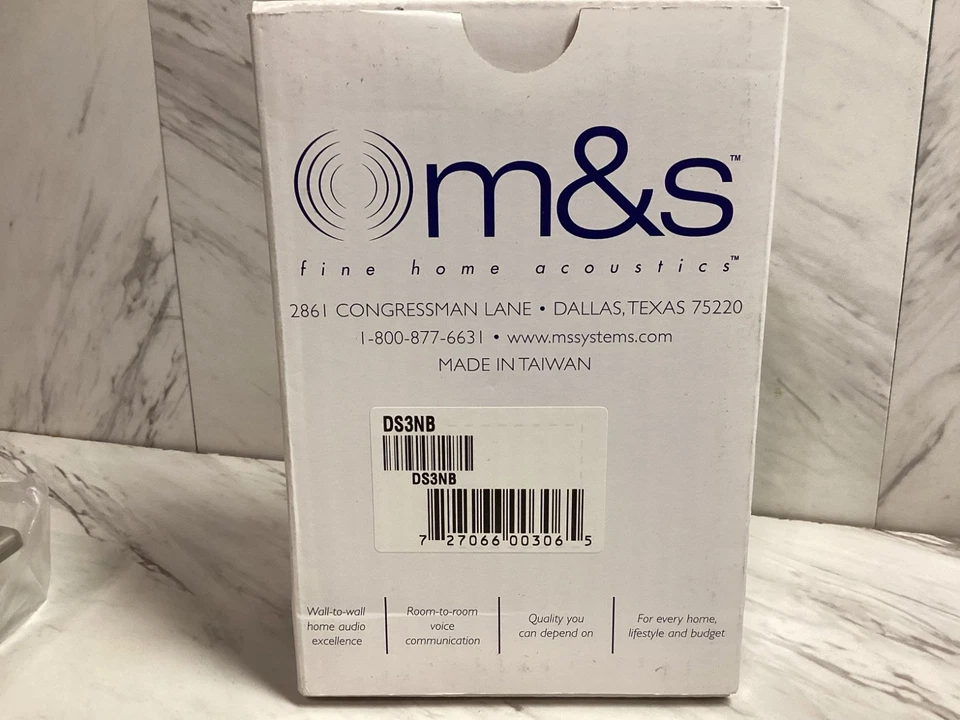 m&s™
fine home acoustics™
2861 CONGRESSMAN LANE • DALLAS, TEXAS 75220
1-800-877-6631 • www.mssystems.com
MADE IN TAIWAN
DS3NB
DS3NB
7 27066 00306 5
Wall-to-wall
home audio
excellence
Room-to-room
voice
communication
Quality you
can depend on
For every home,
lifestyle and budget